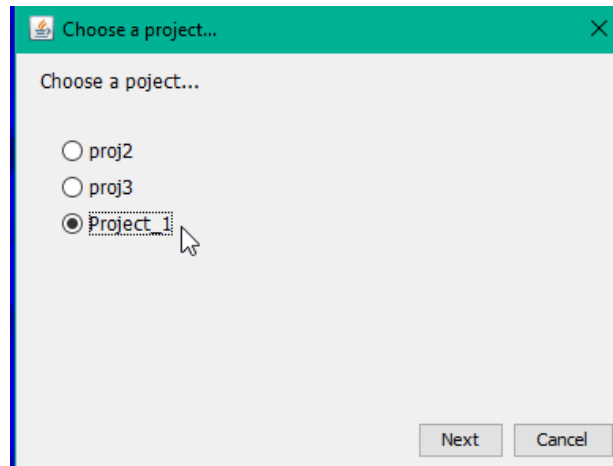 Choose a project...
Choose a poject...
proj2
proj3
Project_1
Next Cancel